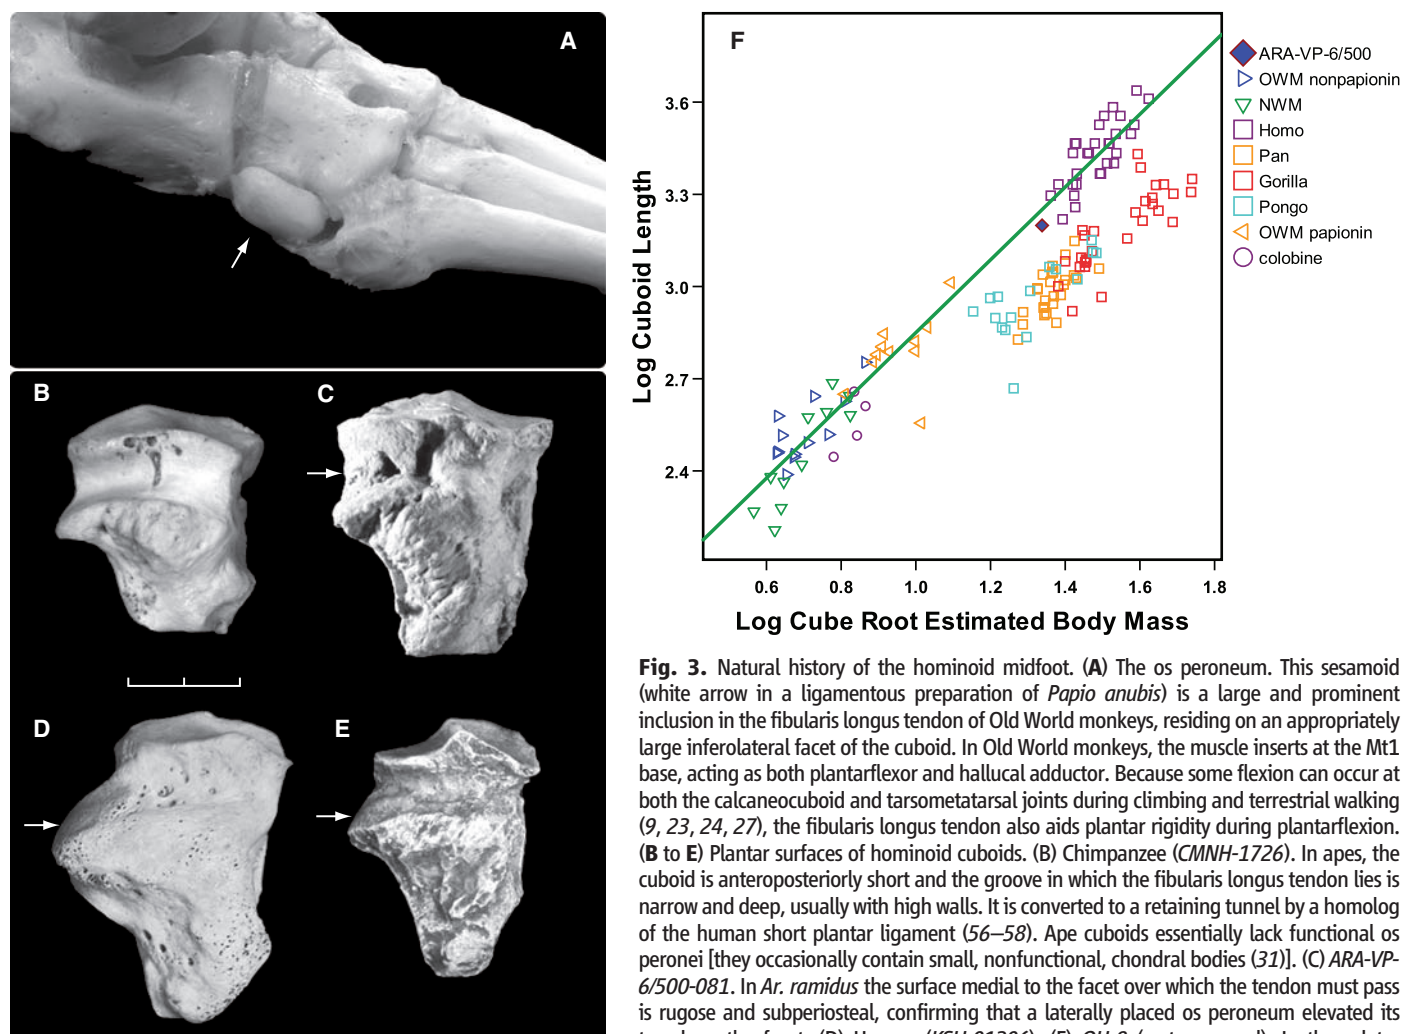 A
B
C
D
E
F
Log Cuboid Length
3.6
3.3
3.0
2.7
2.4
0.6 0.8 1.0 1.2 1.4 1.6 1.8
Log Cube Root Estimated Body Mass
ARA-VP-6/500
OWM nonpapionin
NWM
Homo
Pan
Gorilla
Pongo
OWM papionin
colobine
Fig. 3. Natural history of the hominoid midfoot. (A) The os peroneum. This sesamoid
(white arrow in a ligamentous preparation of Papio anubis) is a large and prominent
inclusion in the fibularis longus tendon of Old World monkeys, residing on an appropriately
large inferolateral facet of the cuboid. In Old World monkeys, the muscle inserts at the Mt1
base, acting as both plantarflexor and hallucal adductor. Because some flexion can occur at
both the calcaneocuboid and tarsometatarsal joints during climbing and terrestrial walking
(9, 23, 24, 27), the fibularis longus tendon also aids plantar rigidity during plantarflexion.
(B to E) Plantar surfaces of hominoid cuboids. (B) Chimpanzee (CMNH-1726). In apes, the
cuboid is anteroposteriorly short and the groove in which the fibularis longus tendon lies is
narrow and deep, usually with high walls. It is converted to a retaining tunnel by a homolog
of the human short plantar ligament (56–58). Ape cuboids essentially lack functional os
peronei [they occasionally contain small, nonfunctional, chondral bodies (31)]. (C) ARA-VP-
6/500-081. In Ar. ramidus the surface medial to the facet over which the tendon must pass
is rugose and subperiosteal, confirming that a laterally placed os peroneum elevated its